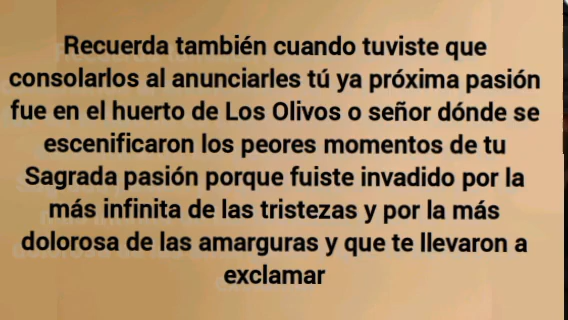 Recuerda también cuando tuviste que
consolarlos al anunciarles tú ya próxima pasión
fue en el huerto de Los Olivos o señor dónde se
escenificaron los peores momentos de tu
Sagrada pasión porque fuiste invadido por la
más infinita de las tristezas y por la más
dolorosa de las amarguras y que te llevaron a
exclamar